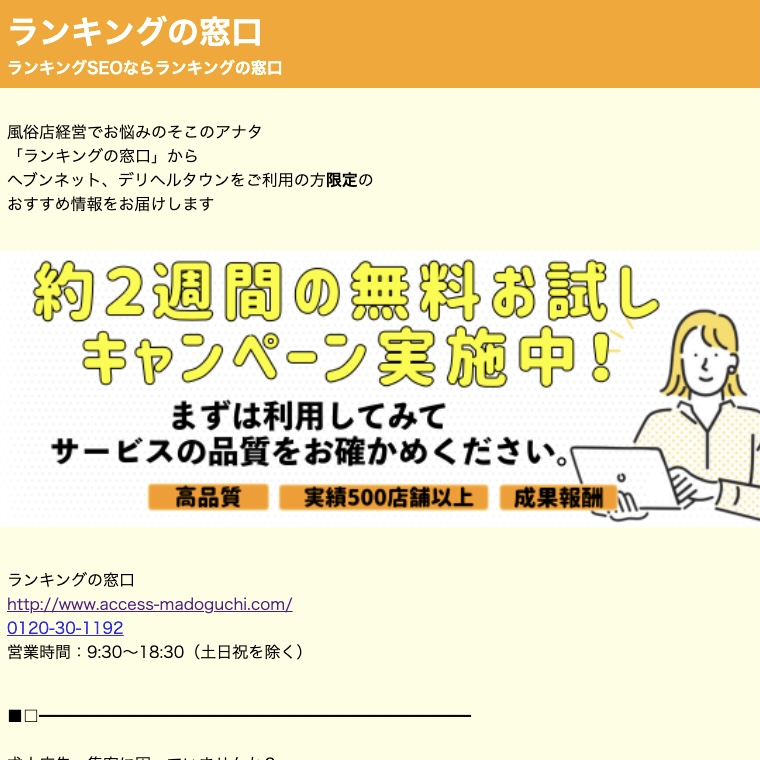 ランキングの窓口
ランキングSEOならランキングの窓口
風俗店経営でお悩みのそこのアナタ
「ランキングの窓口」から
ヘブンネット、デリヘルタウンをご利用の方限定の
おすすめ情報をお届けします
約2週間の無料お試し
キャンペーン実施中！
まずは利用してみて
サービスの品質をお確かめください。
高品質 実績500店舗以上 成果報酬
ランキングの窓口
http://www.access-madoguchi.com/
0120-30-1192
営業時間：9:30〜18:30（土日祝を除く）